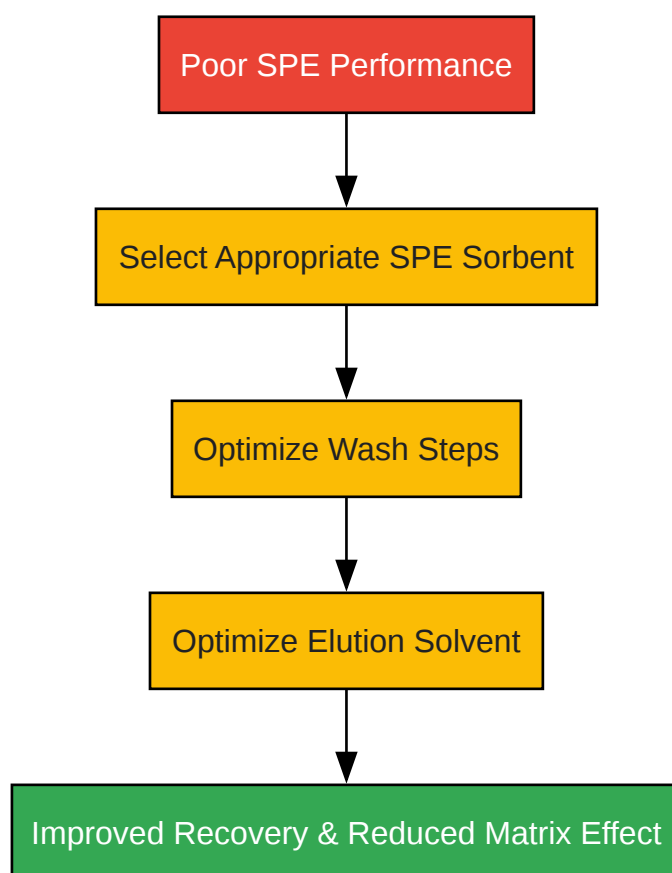 Poor SPE Performance
Select Appropriate SPE Sorbent
Optimize Wash Steps
Optimize Elution Solvent
Improved Recovery & Reduced Matrix Effect